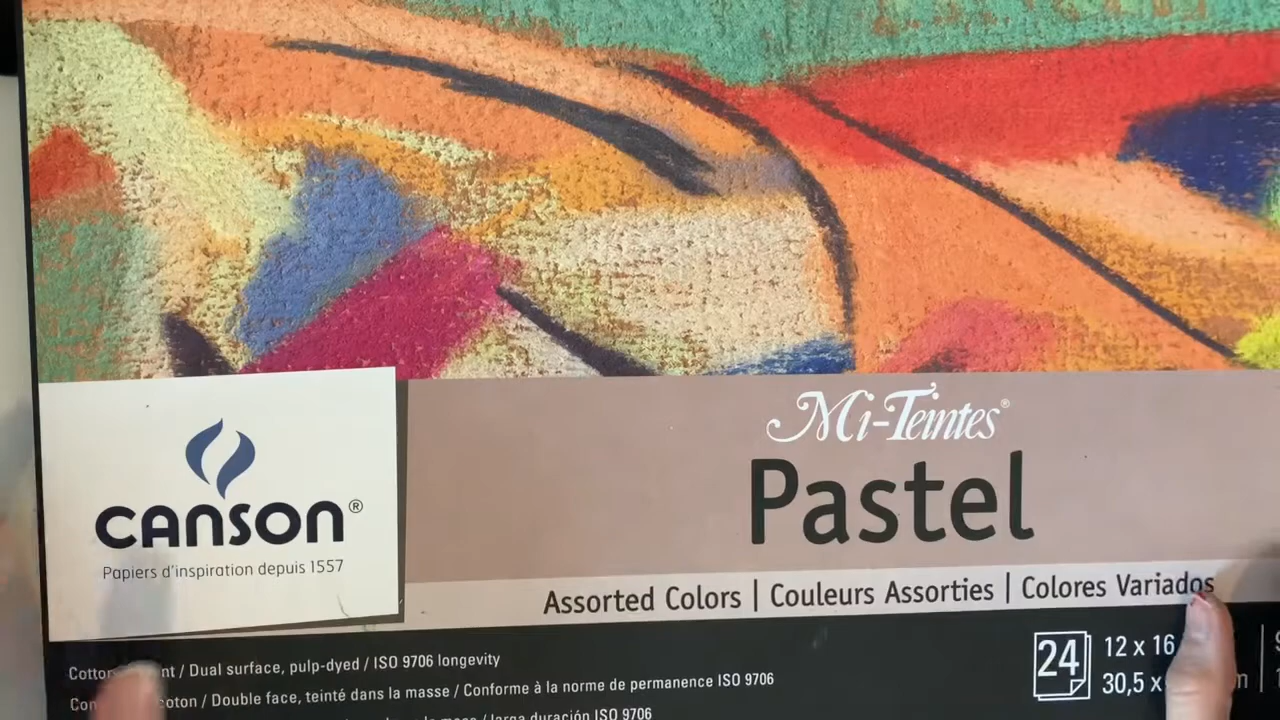 Mi-Teintes®
Pastel
CANSON®
Papiers d'inspiration depuis 1557
Assorted Colors | Couleurs Assorties | Colores Variados
/ Dual surface, pulp-dyed / ISO 9706 longevity
/ Double face, teinté dans la masse / Conforme à la norme de permanence ISO 9706
/ larga duración ISO 9706
24
12 x 16
30,5 x